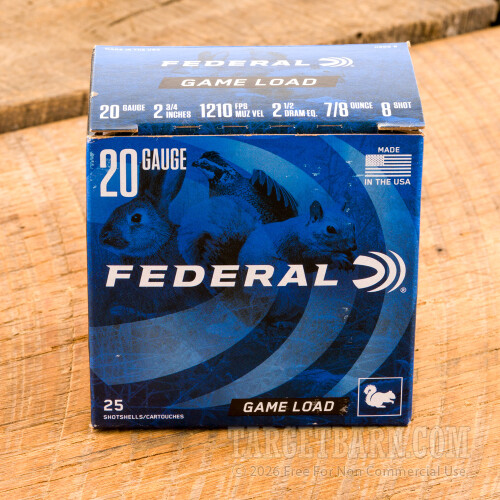 FEDERAL
GAME LOAD
20 GAUGE 2 3/4 INCHES 1210 FPS MUZ VEL 2 1/2 DRAM EQ. 7/8 OUNCE 8 SHOT
20 GAUGE
MADE
IN THE USA
FEDERAL ®
25
SHOTSHELLS/CARTOUCHES
GAME LOAD
TARGETBARN.COM
© 2026 Free For Non Commercial Use